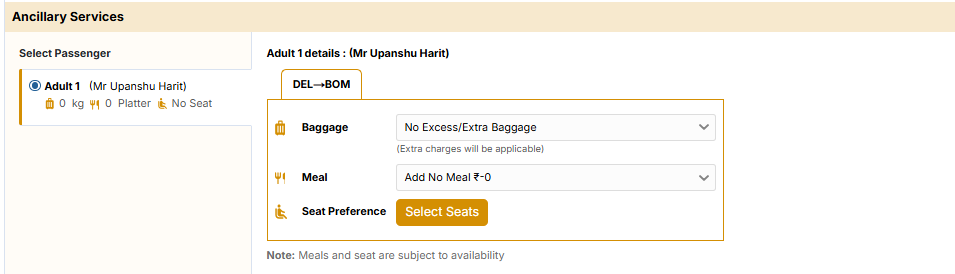 Ancillary Services
Select Passenger
Adult 1 (Mr Upanshu Harit)
0 kg 0 Platter No Seat
Adult 1 details : (Mr Upanshu Harit)
DEL→BOM
Baggage No Excess/Extra Baggage
(Extra charges will be applicable)
Meal Add No Meal ₹-0
Seat Preference Select Seats
Note: Meals and seat are subject to availability